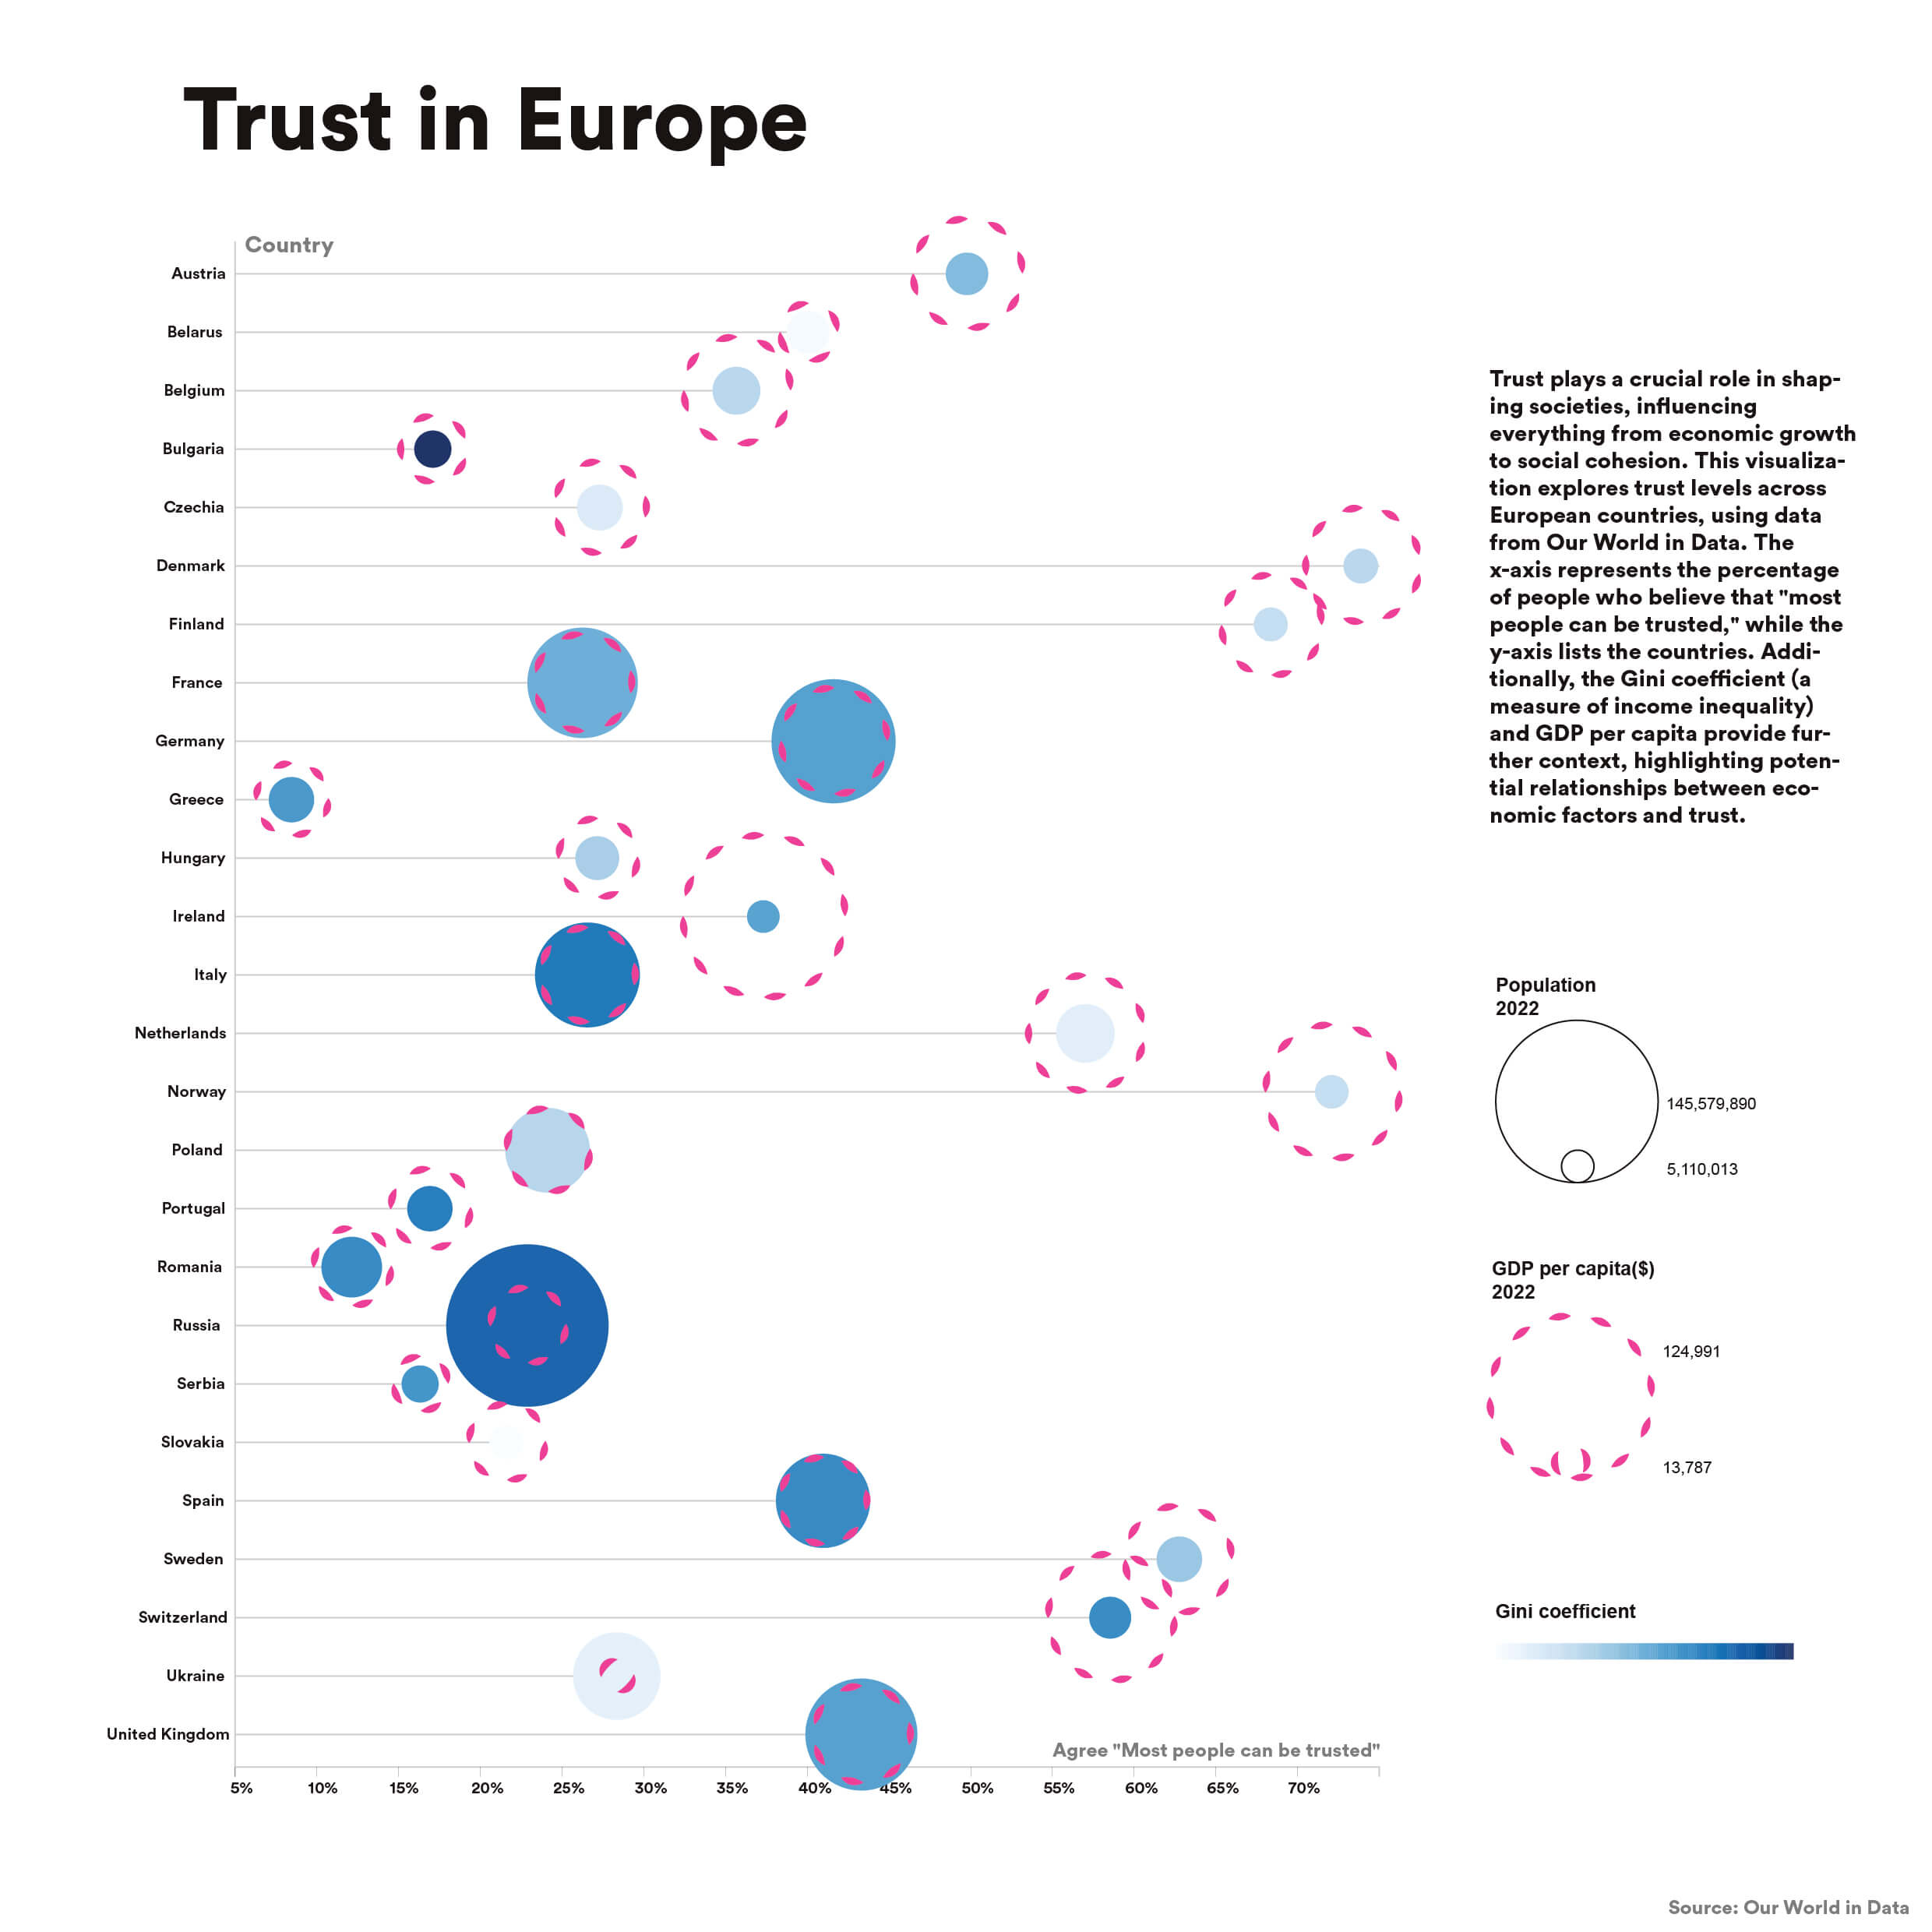 Trust in Europe
Country
Austria
Belarus
Belgium
Bulgaria
Czechia
Denmark
Finland
France
Germany
Greece
Hungary
Ireland
Italy
Netherlands
Norway
Poland
Portugal
Romania
Russia
Serbia
Slovakia
Spain
Sweden
Switzerland
Ukraine
United Kingdom
Agree "Most people can be trusted"
5% 10% 15% 20% 25% 30% 35% 40% 45% 50% 55% 60% 65% 70%
Trust plays a crucial role in shap-
ing societies, influencing
everything from economic growth
to social cohesion. This visualiza-
tion explores trust levels across
European countries, using data
from Our World in Data. The
x-axis represents the percentage
of people who believe that "most
people can be trusted," while the
y-axis lists the countries. Addi-
tionally, the Gini coefficient (a
measure of income inequality)
and GDP per capita provide fur-
ther context, highlighting poten-
tial relationships between eco-
nomic factors and trust.
Population
2022
145,579,890
5,110,013
GDP per capita($)
2022
124,991
13,787
Gini coefficient
Source: Our World in Data